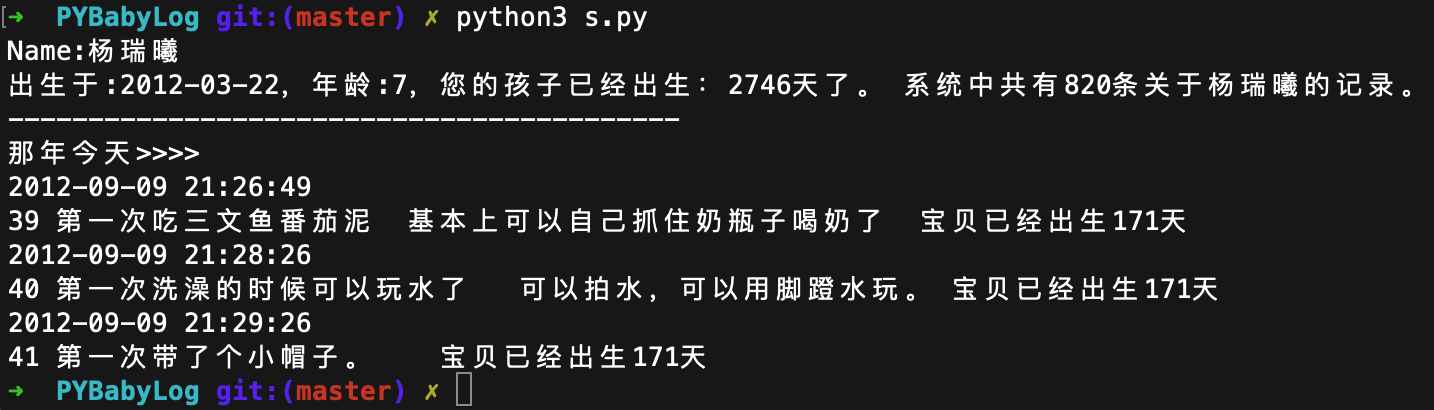 ➜  PYBabyLog git:(master) ✗ python3 s.py
Name:杨瑞曦
出生于:2012-03-22, 年龄:7, 您的孩子已经出生: 2746天了。 系统中共有820条关于杨瑞曦的记录。
------------------------------------------
那年今天>>>>
2012-09-09 21:26:49
39 第一次吃三文鱼番茄泥  基本上可以自己抓住奶瓶子喝奶了  宝贝已经出生171天
2012-09-09 21:28:26
40 第一次洗澡的时候可以玩水了   可以拍水, 可以用脚蹬水玩。 宝贝已经出生171天
2012-09-09 21:29:26
41 第一次带了个小帽子。    宝贝已经出生171天
➜  PYBabyLog git:(master) ✗